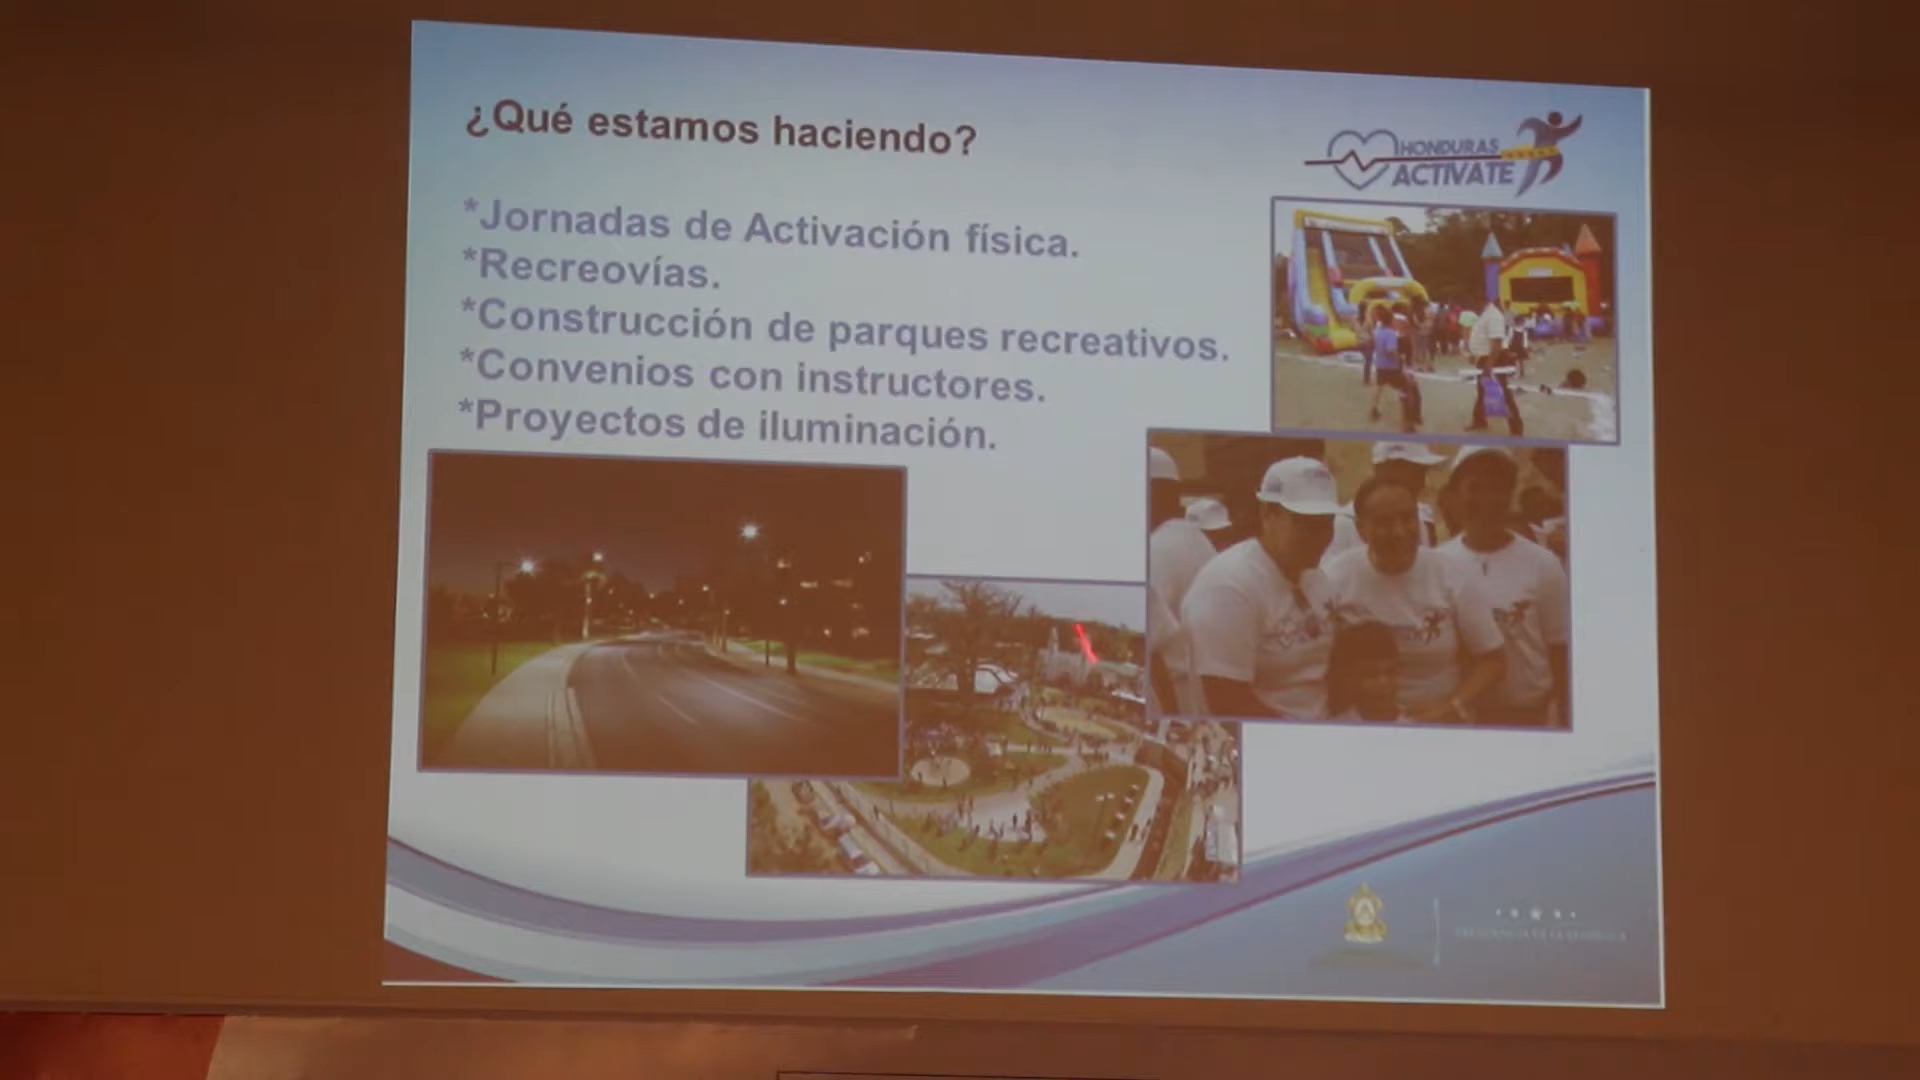 ¿Qué estamos haciendo?
HONDURAS
ACTIVATE
*Jornadas de Activación física.
*Recreovías.
*Construcción de parques recreativos.
*Convenios con instructores.
*Proyectos de iluminación.